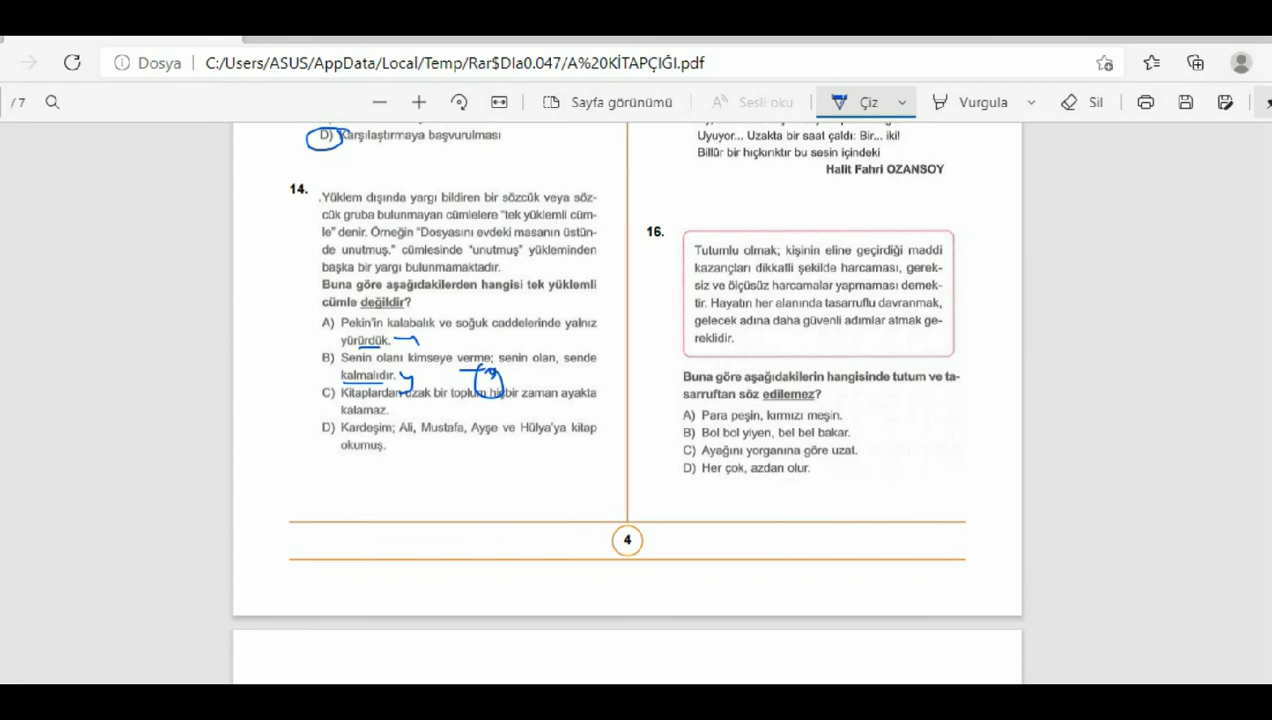 Dosya C:/Users/ASUS/AppData/Local/Temp/Rar$DIa0.047/A%20KİTAPÇIĞI.pdf
/ 7 Sayfa görünümü Sesli oku Çiz Vurgula Sil
D) Karşılaştırmaya başvurulması
14.
Yüklem dışında yargı bildiren bir sözcük veya söz-
cük gruba bulunmayan cümlelere "tek yüklemli cüm-
le" denir. Örneğin "Dosyasını evdeki masanın üstün-
de unutmuş." cümlesinde "unutmuş" yükleminden
başka bir yargı bulunmamaktadır.
Buna göre aşağıdakilerden hangisi tek yüklemli
cümle değildir?
A) Pekin'in kalabalık ve soğuk caddelerinde yalnız
yürürdük.
B) Senin olanı kimseye verme; senin olan, sende
kalmalıdır.
C) Kitaplardan uzak bir toplum hiçbir zaman ayakta
kalamaz.
D) Kardeşim; Ali, Mustafa, Ayşe ve Hülya'ya kitap
okumuş.
Uyuyor... Uzakta bir saat çaldı: Bir... iki!
Billûr bir hıçkırıktır bu sesin içindeki
Halit Fahri OZANSOY
16.
Tutumlu olmak; kişinin eline geçirdiği maddi
kazançları dikkatli şekilde harcaması, gerek-
siz ve ölçüsüz harcamalar yapmaması demek-
tir. Hayatın her alanında tasarruflu davranmak,
gelecek adına daha güvenli adımlar atmak ge-
reklidir.
Buna göre aşağıdakilerin hangisinde tutum ve ta-
sarruftan söz edilemez?
A) Para peşin, kırmızı meşin.
B) Bol bol yiyen, bel bel bakar.
C) Ayağını yorganına göre uzat.
D) Her çok, azdan olur.
4